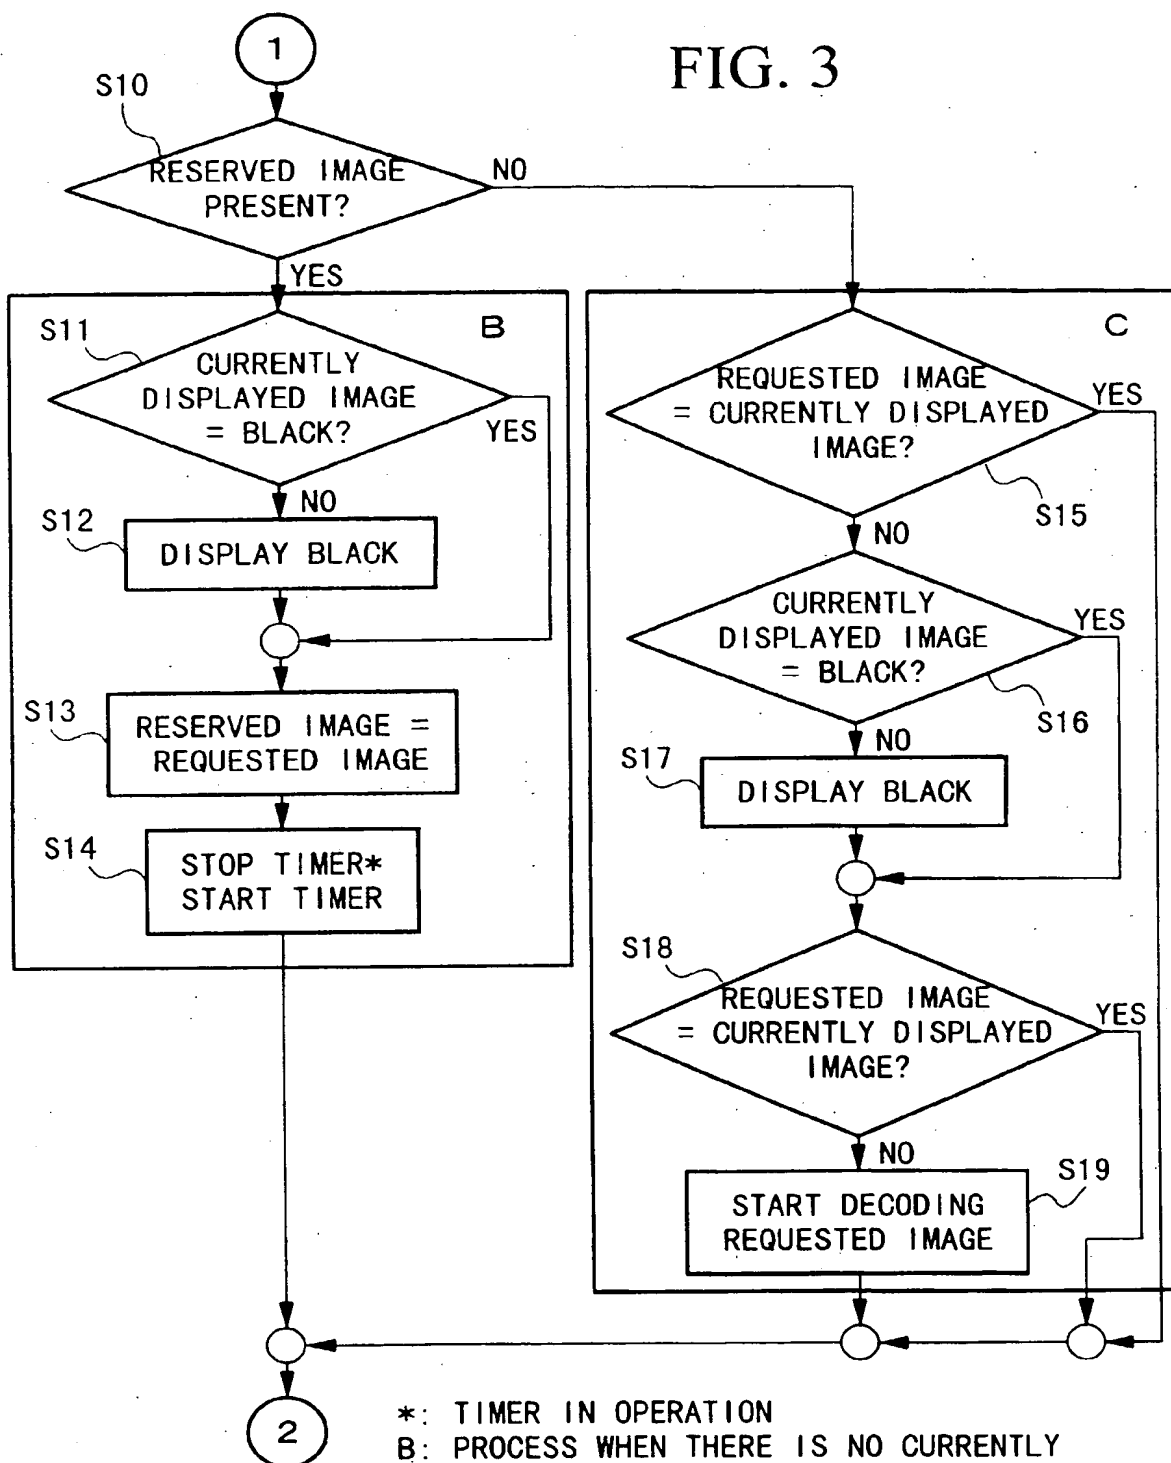 1
FIG. 3
S10
RESERVED IMAGE
PRESENT?
NO
YES
B
S11
CURRENTLY
DISPLAYED IMAGE
= BLACK?
YES
NO
S12
DISPLAY BLACK
S13
RESERVED IMAGE =
REQUESTED IMAGE
S14
STOP TIMER*
START TIMER
C
REQUESTED IMAGE
= CURRENTLY DISPLAYED
IMAGE?
YES
S15
NO
CURRENTLY
DISPLAYED IMAGE
= BLACK?
YES
S16
NO
S17
DISPLAY BLACK
S18
REQUESTED IMAGE
= CURRENTLY DISPLAYED
IMAGE?
YES
NO
S19
START DECODING
REQUESTED IMAGE
2
*: TIMER IN OPERATION
B: PROCESS WHEN THERE IS NO CURRENTLY